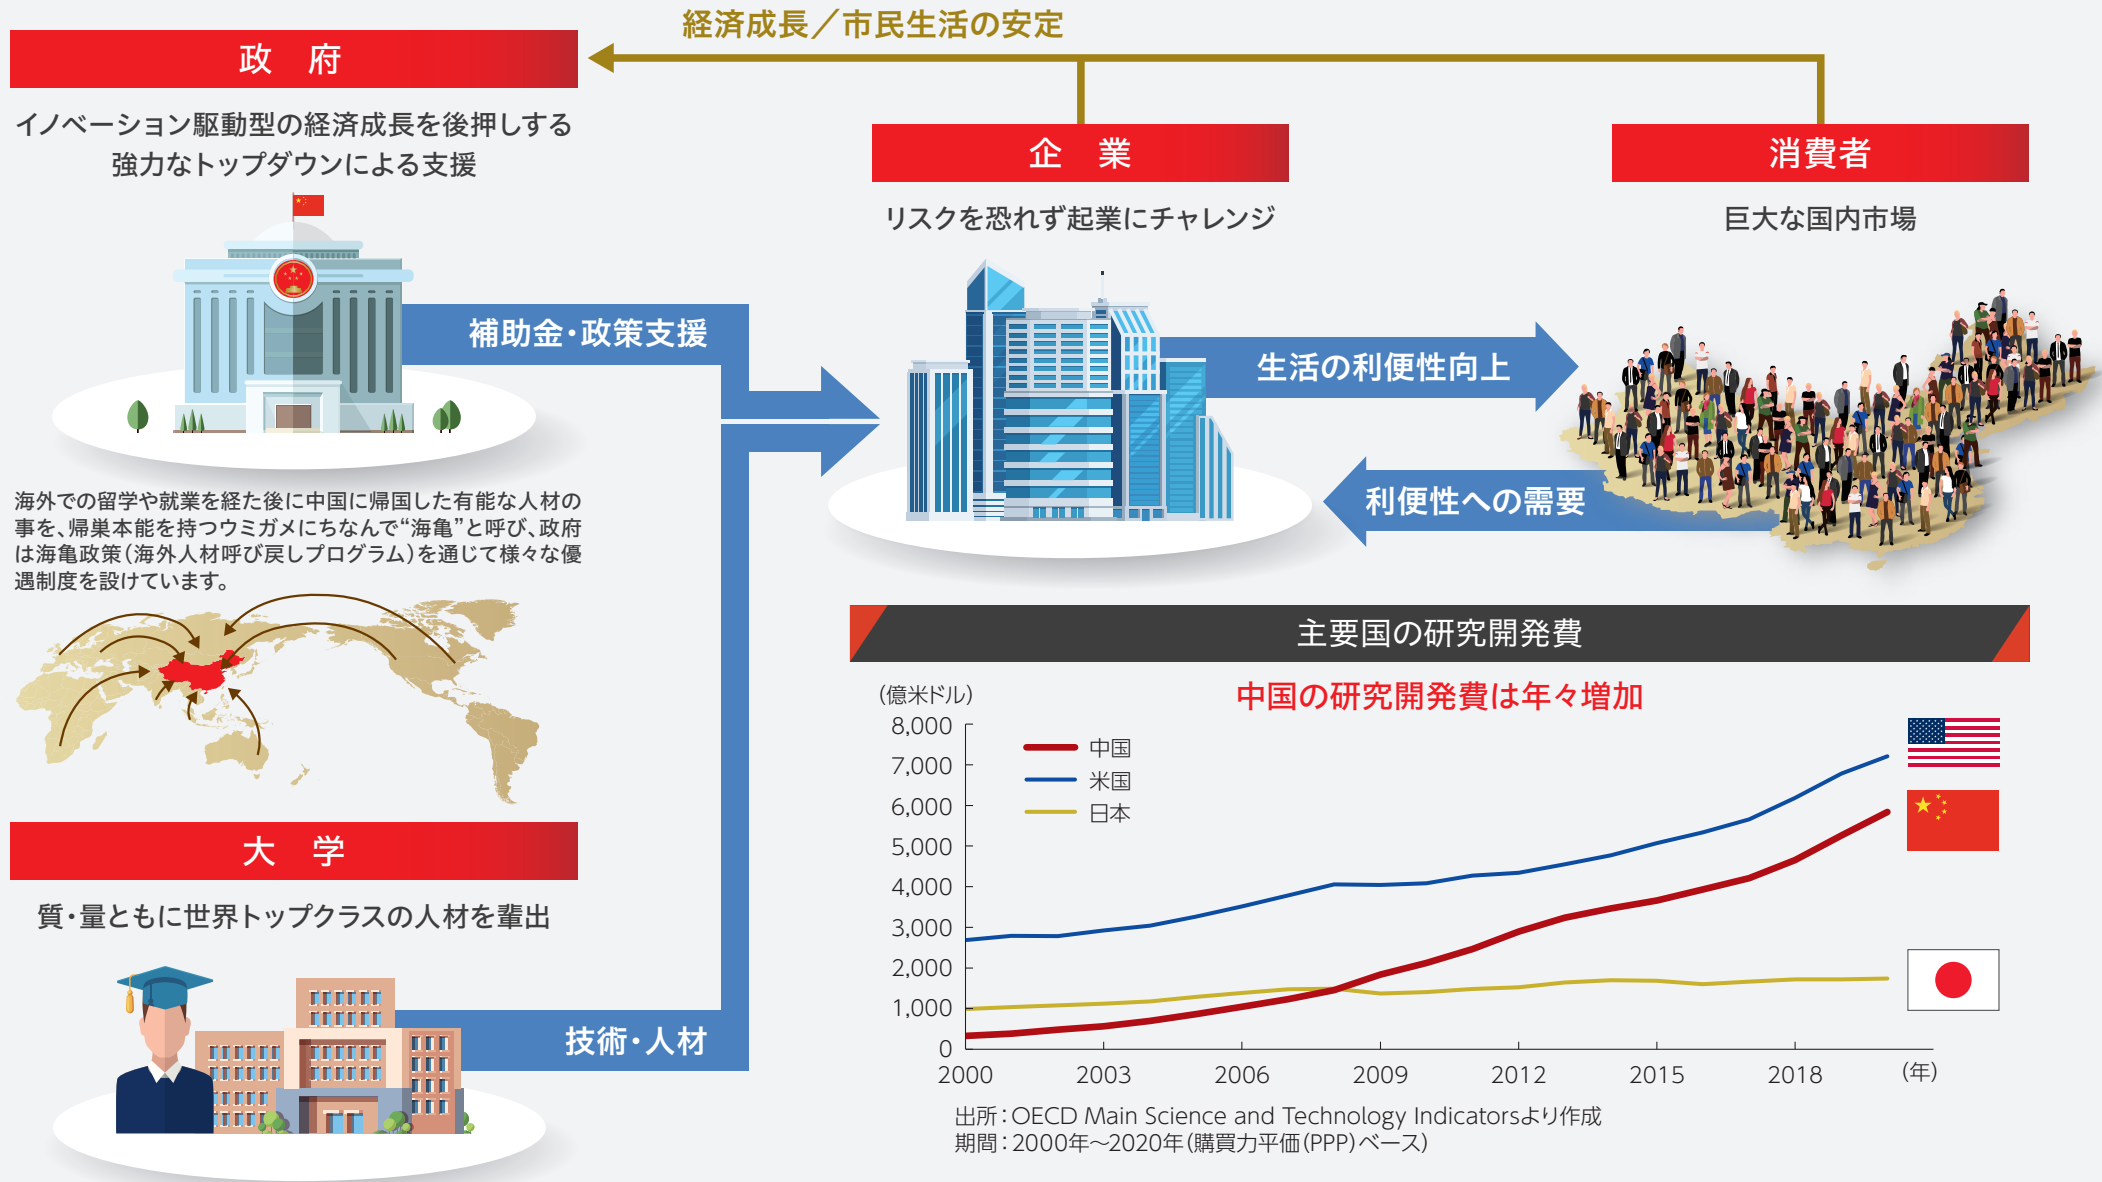 経済成長／市民生活の安定
政　府
イノベーション駆動型の経済成長を後押しする
強力なトップダウンによる支援
企　業
リスクを恐れず起業にチャレンジ
消費者
巨大な国内市場
補助金・政策支援
生活の利便性向上
利便性への需要
海外での留学や就業を経た後に中国に帰国した有能な人材の
事を、帰巣本能を持つウミガメにちなんで“海亀”と呼び、政府
は海亀政策（海外人材呼び戻しプログラム）を通じて様々な優
遇制度を設けています。
大　学
質・量ともに世界トップクラスの人材を輩出
技術・人材
主要国の研究開発費
中国の研究開発費は年々増加
（億米ドル）
8,000
7,000
6,000
5,000
4,000
3,000
2,000
1,000
0
中国
米国
日本
2000 2003 2006 2009 2012 2015 2018 （年）
出所：OECD Main Science and Technology Indicatorsより作成
期間：2000年～2020年（購買力平価（PPP）ベース）